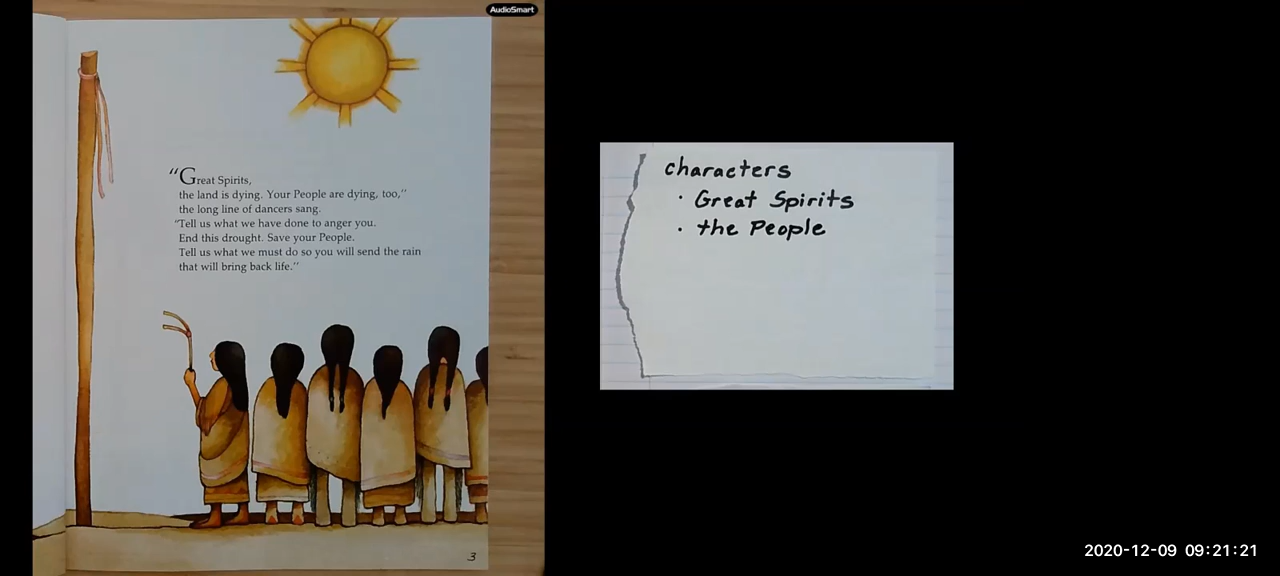 AudioSmart
“Great Spirits,
the land is dying. Your People are dying, too,”
the long line of dancers sang.
“Tell us what we have done to anger you.
End this drought. Save your People.
Tell us what we must do so you will send the rain
that will bring back life.”
3
characters
· Great Spirits
· the People
2020-12-09 09:21:21